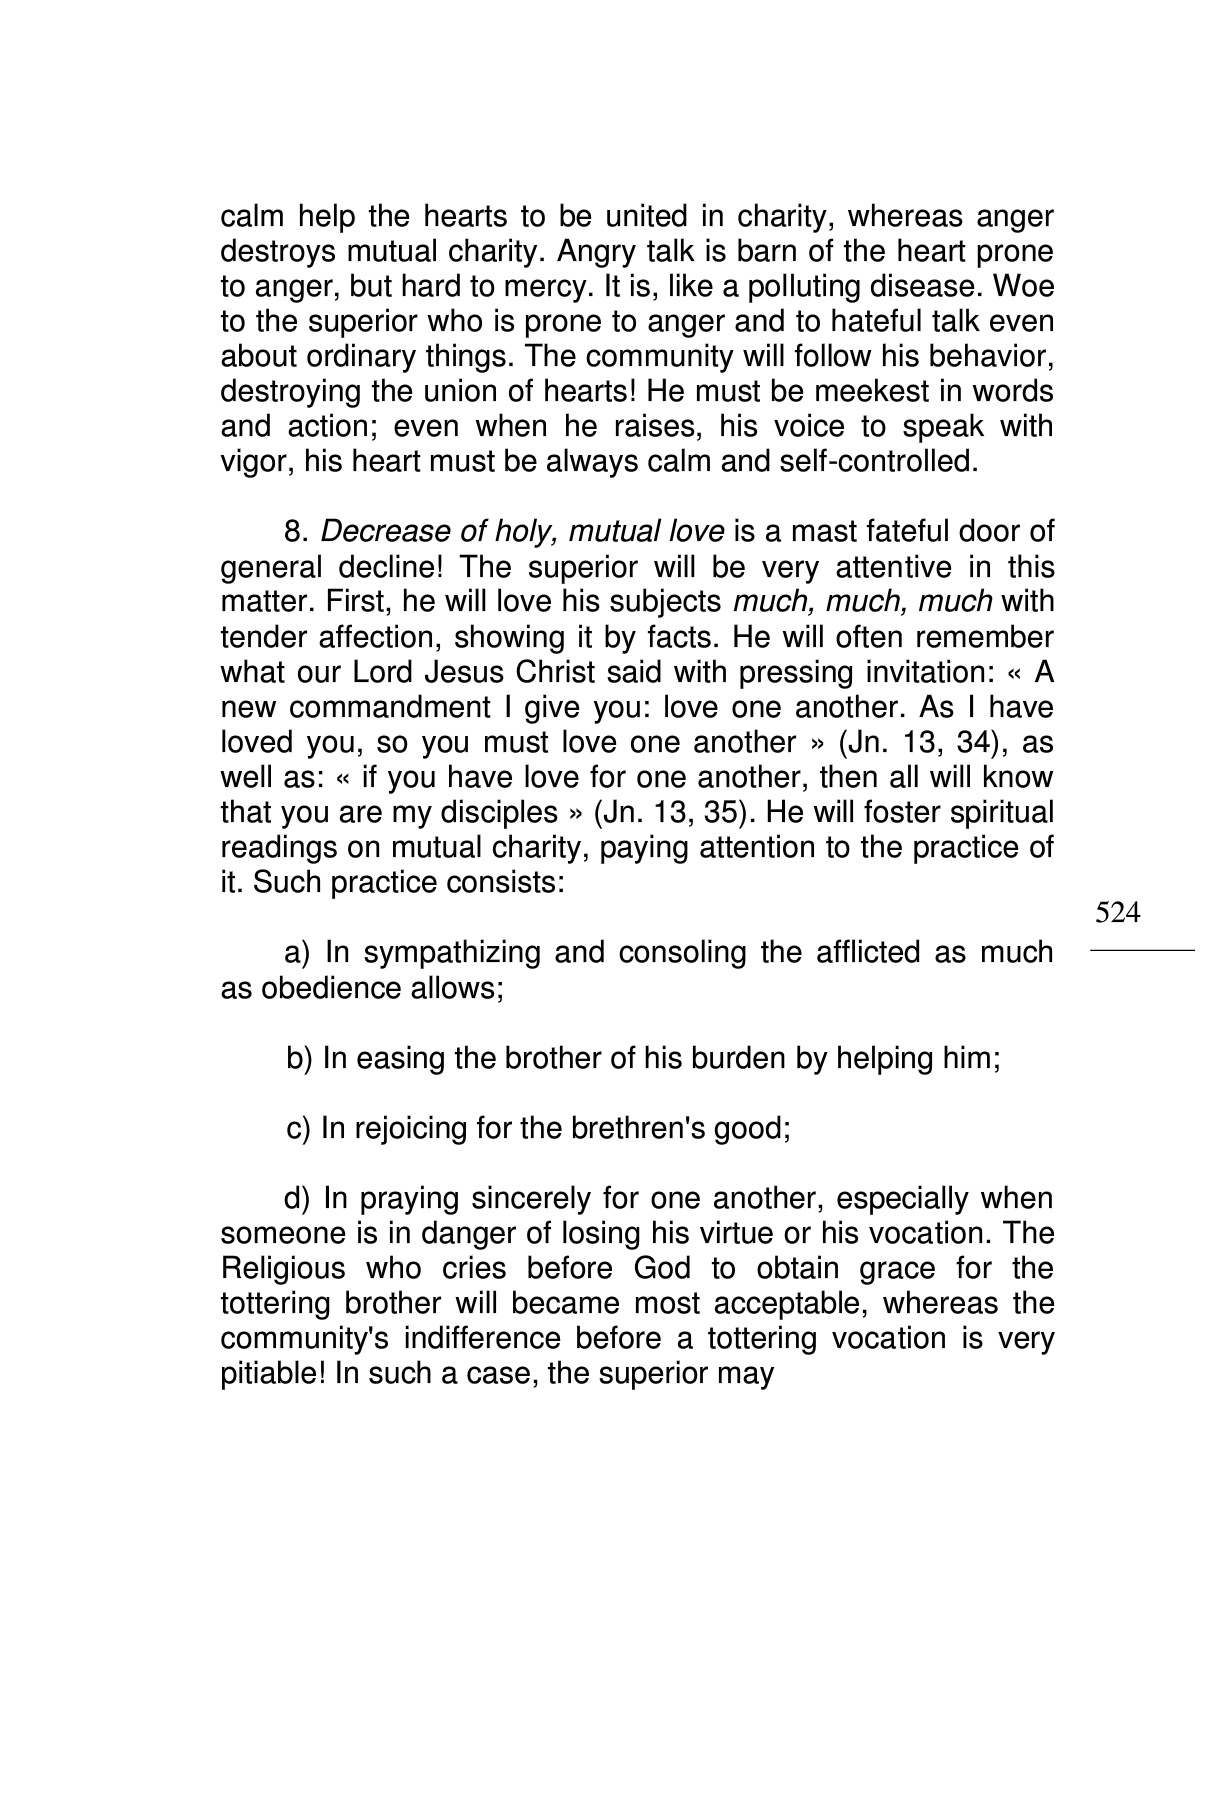 calm help the hearts to be united in charity, whereas anger
destroys mutual charity. Angry talk is barn of the heart prone
to anger, but hard to mercy. It is, like a polluting disease. Woe
to the superior who is prone to anger and to hateful talk even
about ordinary things. The community will follow his behavior,
destroying the union of hearts! He must be meekest in words
and action; even when he raises, his voice to speak with
vigor, his heart must be always calm and self-controlled.
8. Decrease of holy, mutual love is a mast fateful door of
general decline! The superior will be very attentive in this
matter. First, he will love his subjects much, much, much with
tender affection, showing it by facts. He will often remember
what our Lord Jesus Christ said with pressing invitation: « A
new commandment I give you: love one another. As I have
loved you, so you must love one another » (Jn. 13, 34), as
well as: « if you have love for one another, then all will know
that you are my disciples » (Jn. 13, 35). He will foster spiritual
readings on mutual charity, paying attention to the practice of
it. Such practice consists:
524
a) In sympathizing and consoling the afflicted as much
as obedience allows;
b) In easing the brother of his burden by helping him;
c) In rejoicing for the brethren's good;
d) In praying sincerely for one another, especially when
someone is in danger of losing his virtue or his vocation. The
Religious who cries before God to obtain grace for the
tottering brother will became most acceptable, whereas the
community's indifference before a tottering vocation is very
pitiable! In such a case, the superior may